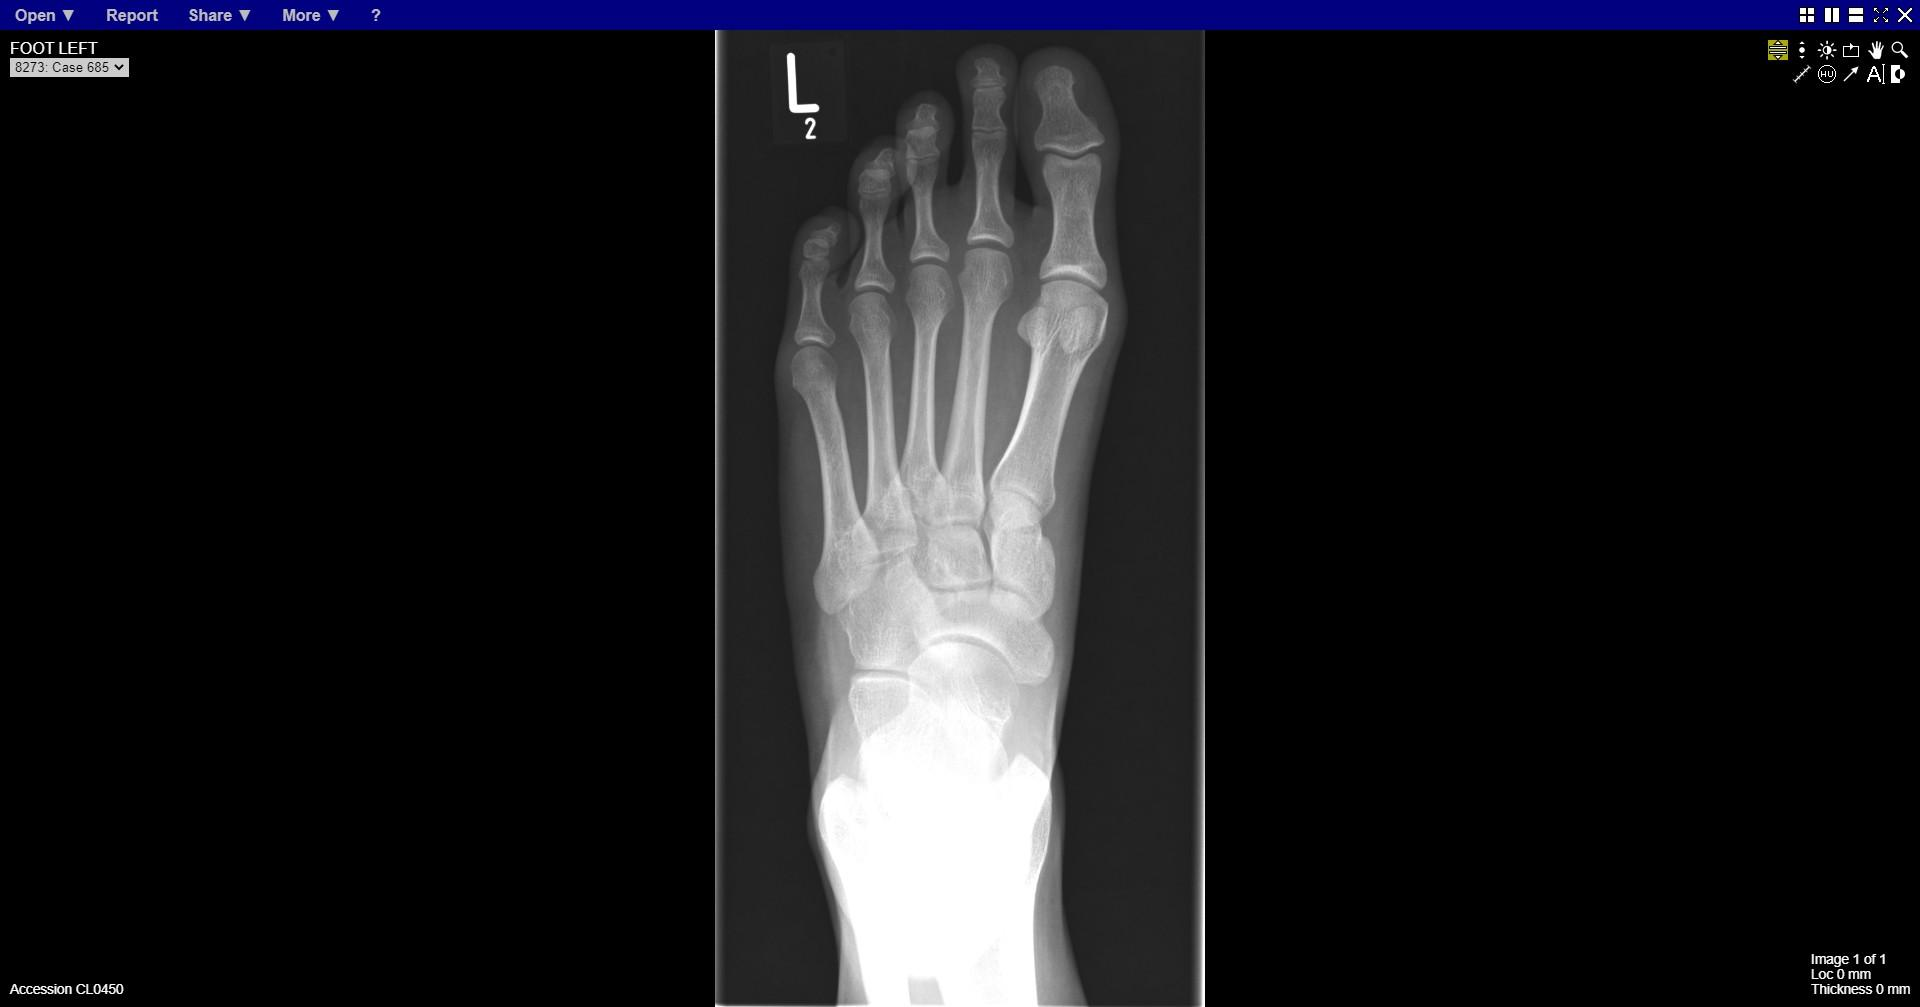 Open ▼ Report Share ▼ More ▼ ?
FOOT LEFT
8273: Case 685
HU A
L
2
Image 1 of 1
Loc 0 mm
Accession CL0450 Thickness 0 mm